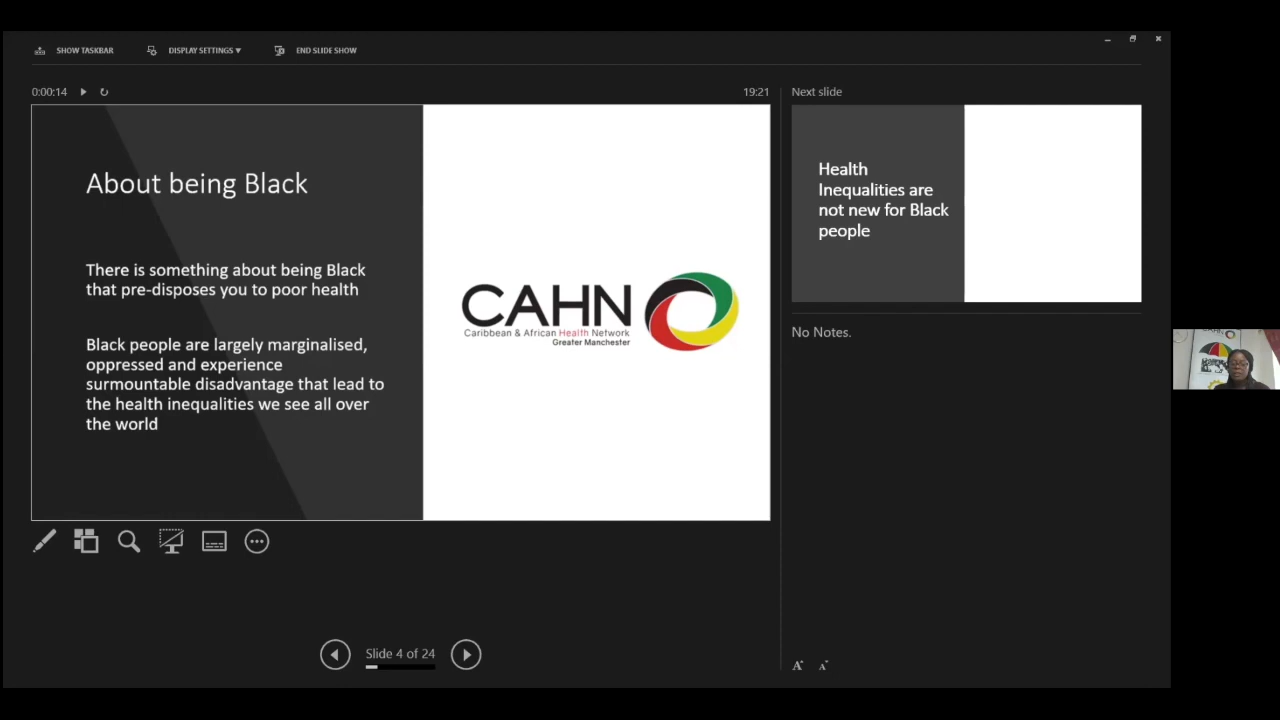 SHOW TASKBAR
DISPLAY SETTINGS ▾
END SLIDE SHOW
0:00:14
19:21
Next slide
About being Black
There is something about being Black
that pre-disposes you to poor health
Black people are largely marginalised,
oppressed and experience
surmountable disadvantage that lead to
the health inequalities we see all over
the world
CAHN
Caribbean & African Health Network
Greater Manchester
Health
Inequalities are
not new for Black
people
No Notes.
Slide 4 of 24
A A